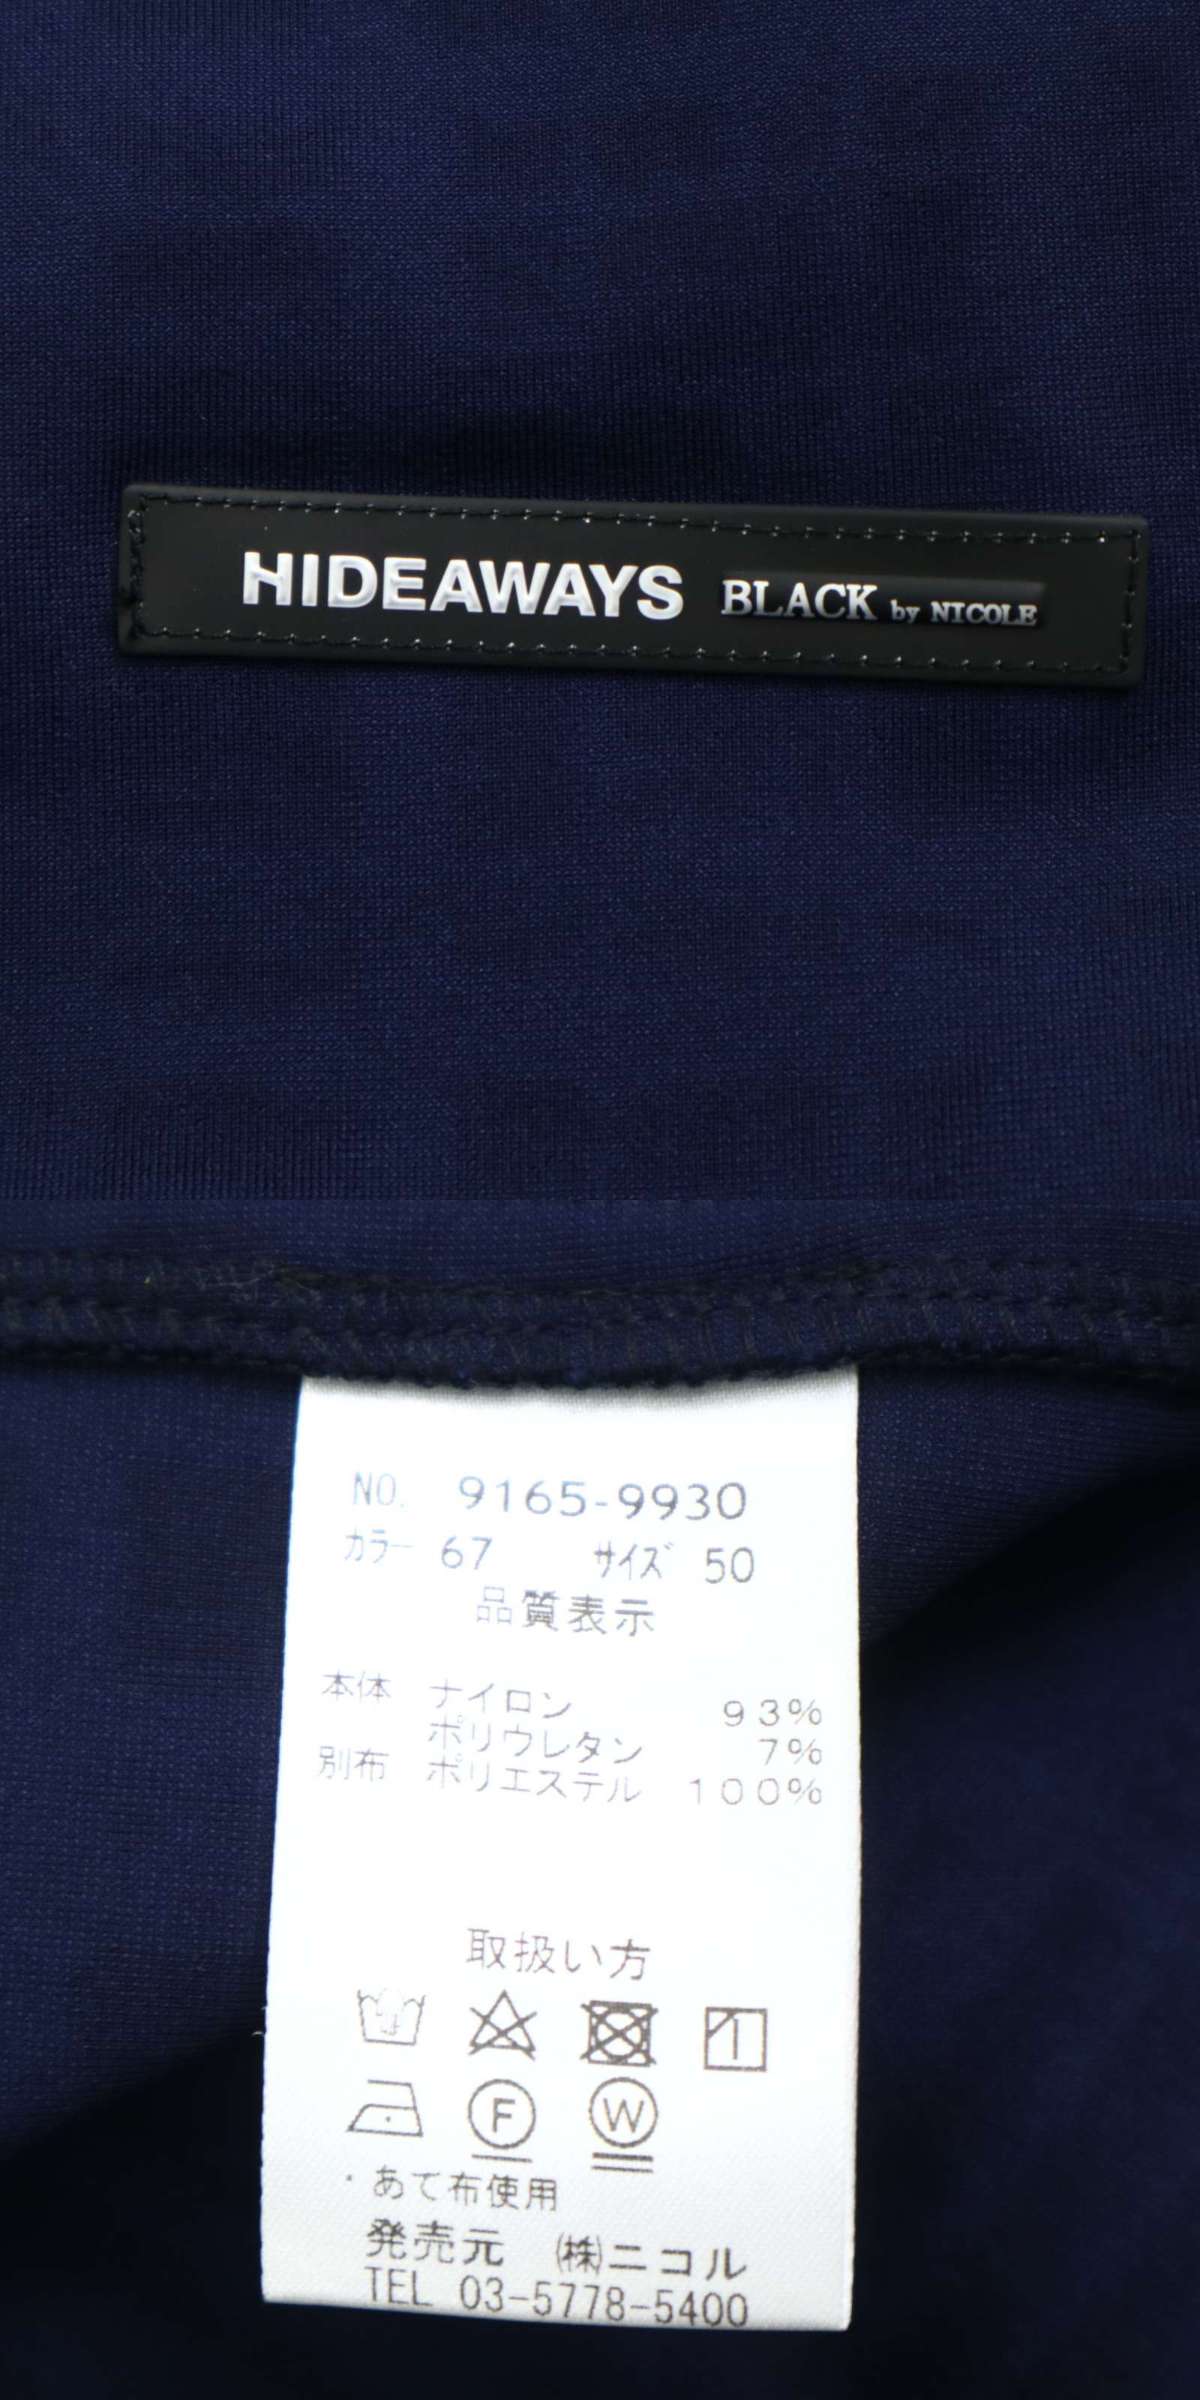 HIDEAWAYS BLACK by NICOLE
NO. 9165-9930
カラー 67 サイズ 50
品質表示
本体 ナイロン 93%
ポリウレタン 7%
別布 ポリエステル 100%
取扱い方
F W
・あて布使用
発売元 ㈱ニコル
TEL 03-5778-5400